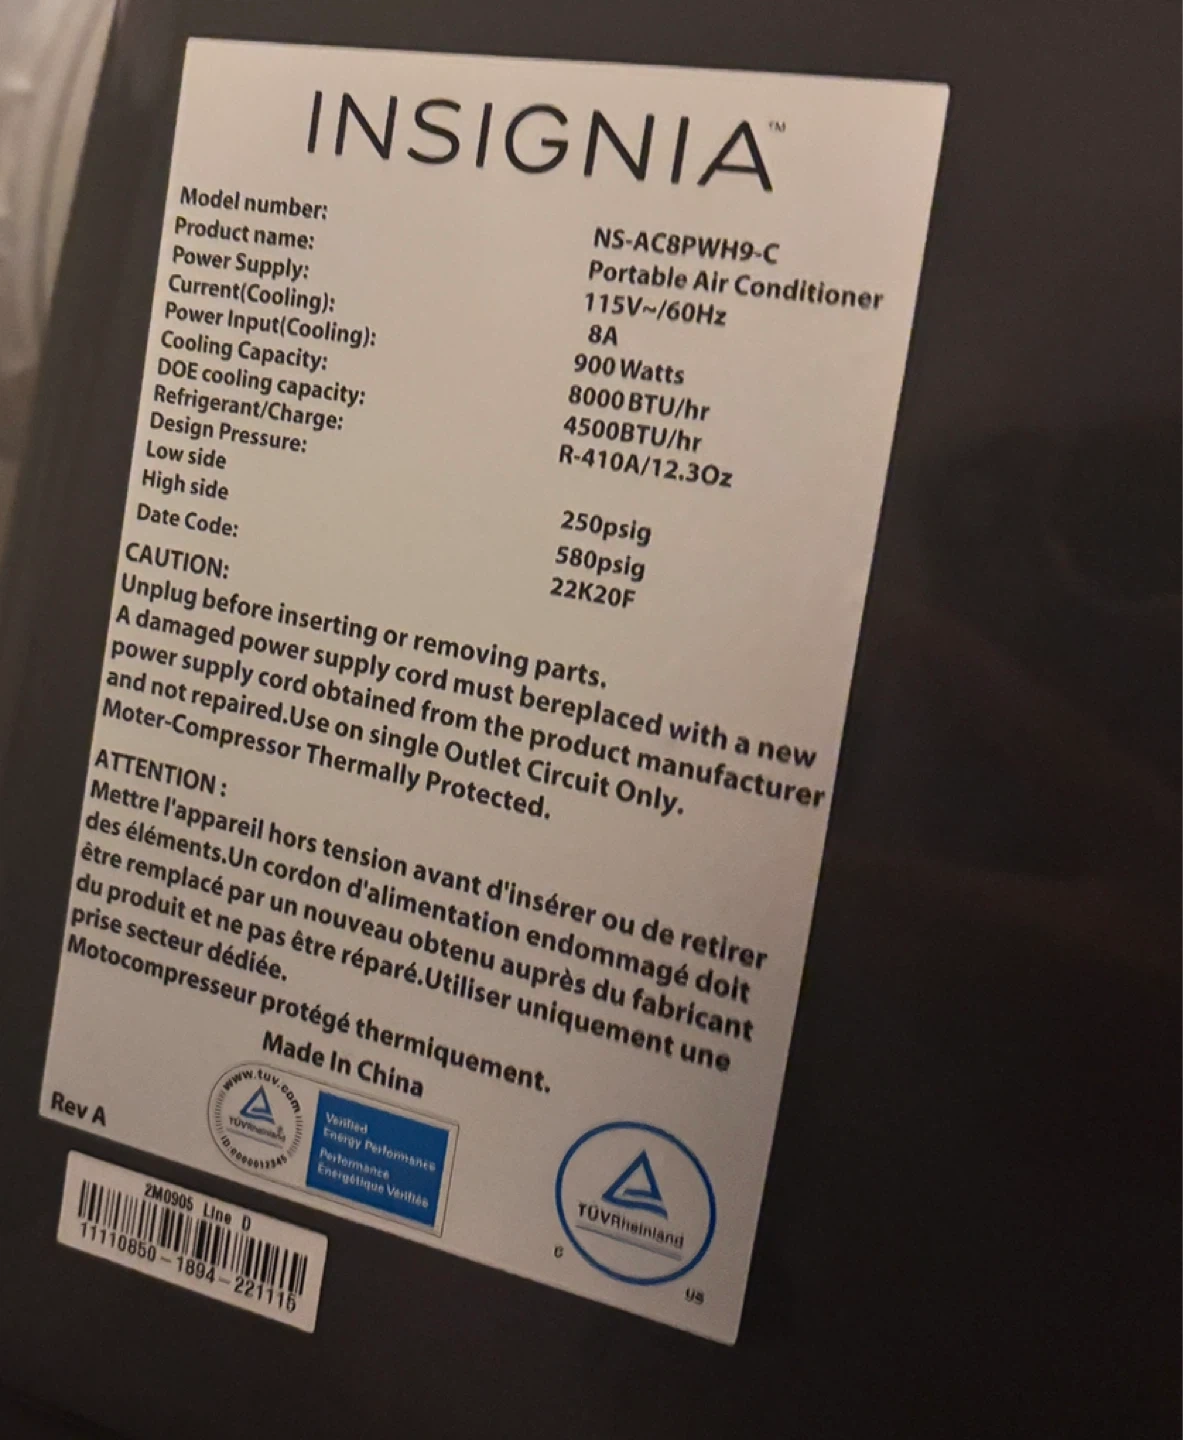 INSIGNIA™
Model number: NS-AC8PWH9-C
Product name: Portable Air Conditioner
Power Supply: 115V~/60Hz
Current(Cooling): 8A
Power Input(Cooling): 900 Watts
Cooling Capacity: 8000 BTU/hr
DOE cooling capacity: 4500BTU/hr
Refrigerant/Charge: R-410A/12.3Oz
Design Pressure:
Low side 250psig
High side 580psig
Date Code: 22K20F
CAUTION:
Unplug before inserting or removing parts.
A damaged power supply cord must bereplaced with a new
power supply cord obtained from the product manufacturer
and not repaired.Use on single Outlet Circuit Only.
Moter-Compressor Thermally Protected.
ATTENTION :
Mettre l'appareil hors tension avant d'insérer ou de retirer
des éléments.Un cordon d'alimentation endommagé doit
être remplacé par un nouveau obtenu auprès du fabricant
du produit et ne pas être réparé.Utiliser uniquement une
prise secteur dédiée.
Motocompresseur protégé thermiquement.
Made In China
Rev A
www.tuv.com
TÜVRheinland
ID:0000012345
Verified
Energy Performance
Performance
Énergétique Vérifiée
TÜVRheinland
c us
2M0905 Line D
11110850-1894-221115